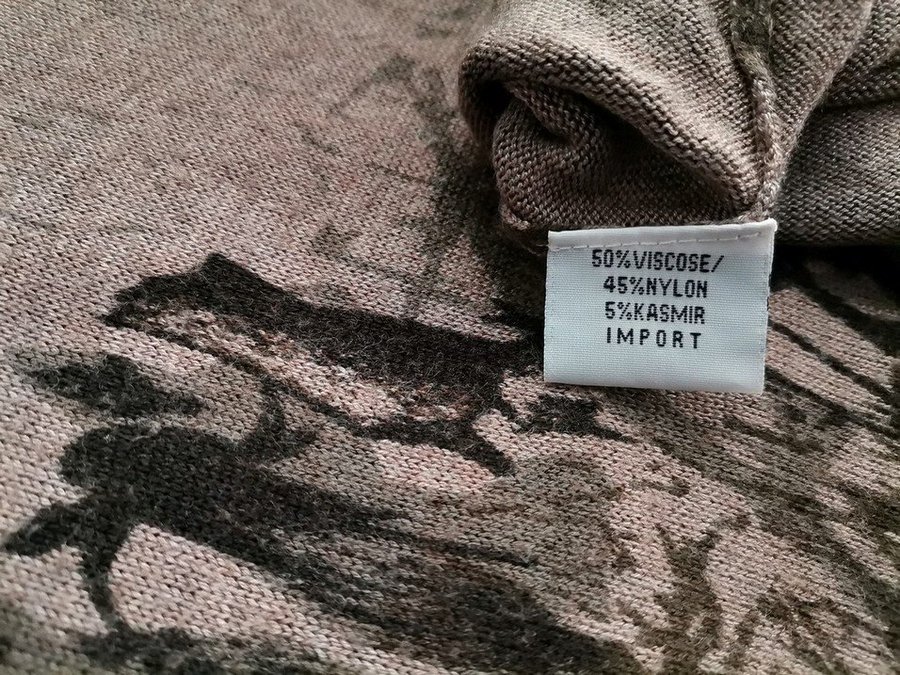 50%VISCOSE/
45%NYLON
5%KASMIR
IMPORT